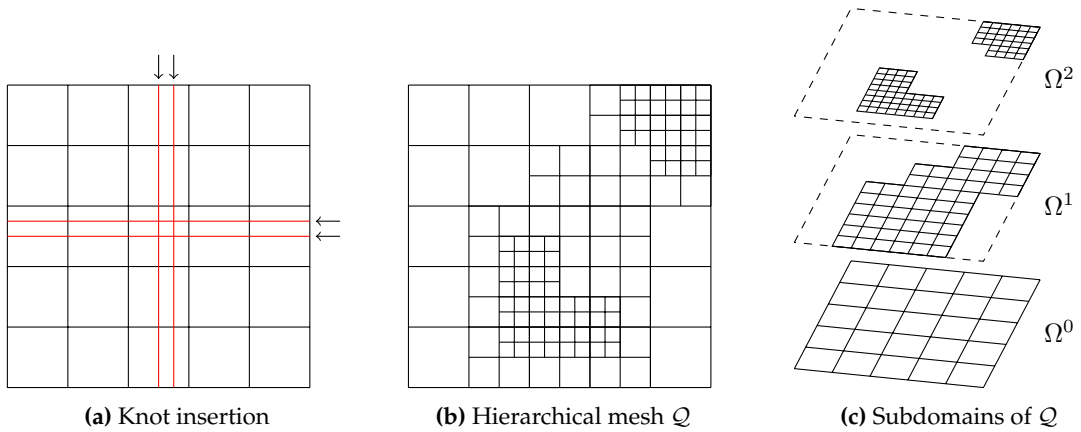 Ω²
Ω¹
Ω⁰
(a) Knot insertion
(b) Hierarchical mesh 𝒬
(c) Subdomains of 𝒬